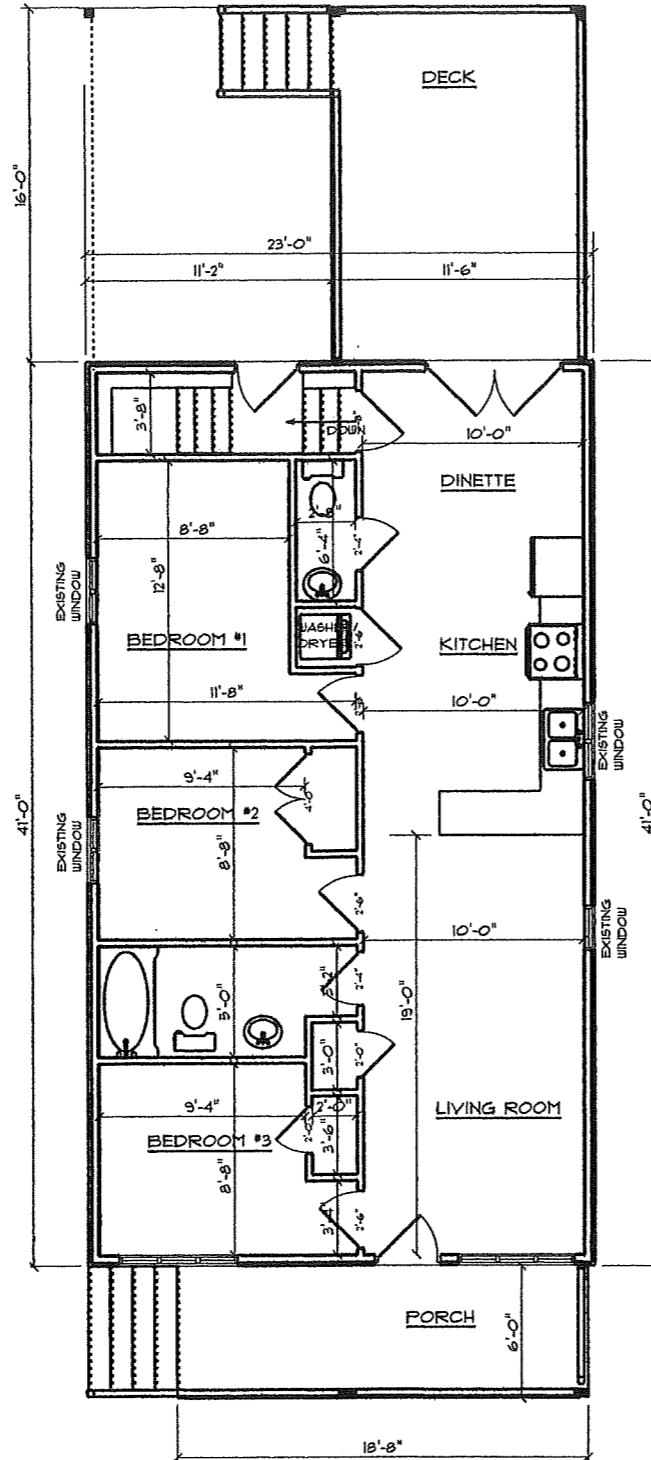 DECK
16'-0"
23'-0"
11'-2"
11'-6"
3'-8"
DOWN
10'-0"
DINETTE
2'-8"
8'-8"
6'-4"
2'-4"
12'-8"
EXISTING
WINDOW
BEDROOM #1
2'-6"
KITCHEN
11'-8"
10'-0"
EXISTING
WINDOW
9'-4"
4'-0"
BEDROOM #2
EXISTING
WINDOW
41'-0"
41'-0"
8'-8"
2'-6"
10'-0"
EXISTING
WINDOW
5'-0"
2'-4"
19'-0"
3'-0"
2'-0"
9'-4"
2'-0"
LIVING ROOM
BEDROOM #3
2'-0"
3'-6"
8'-8"
2'-6"
PORCH
6'-0"
18'-8"